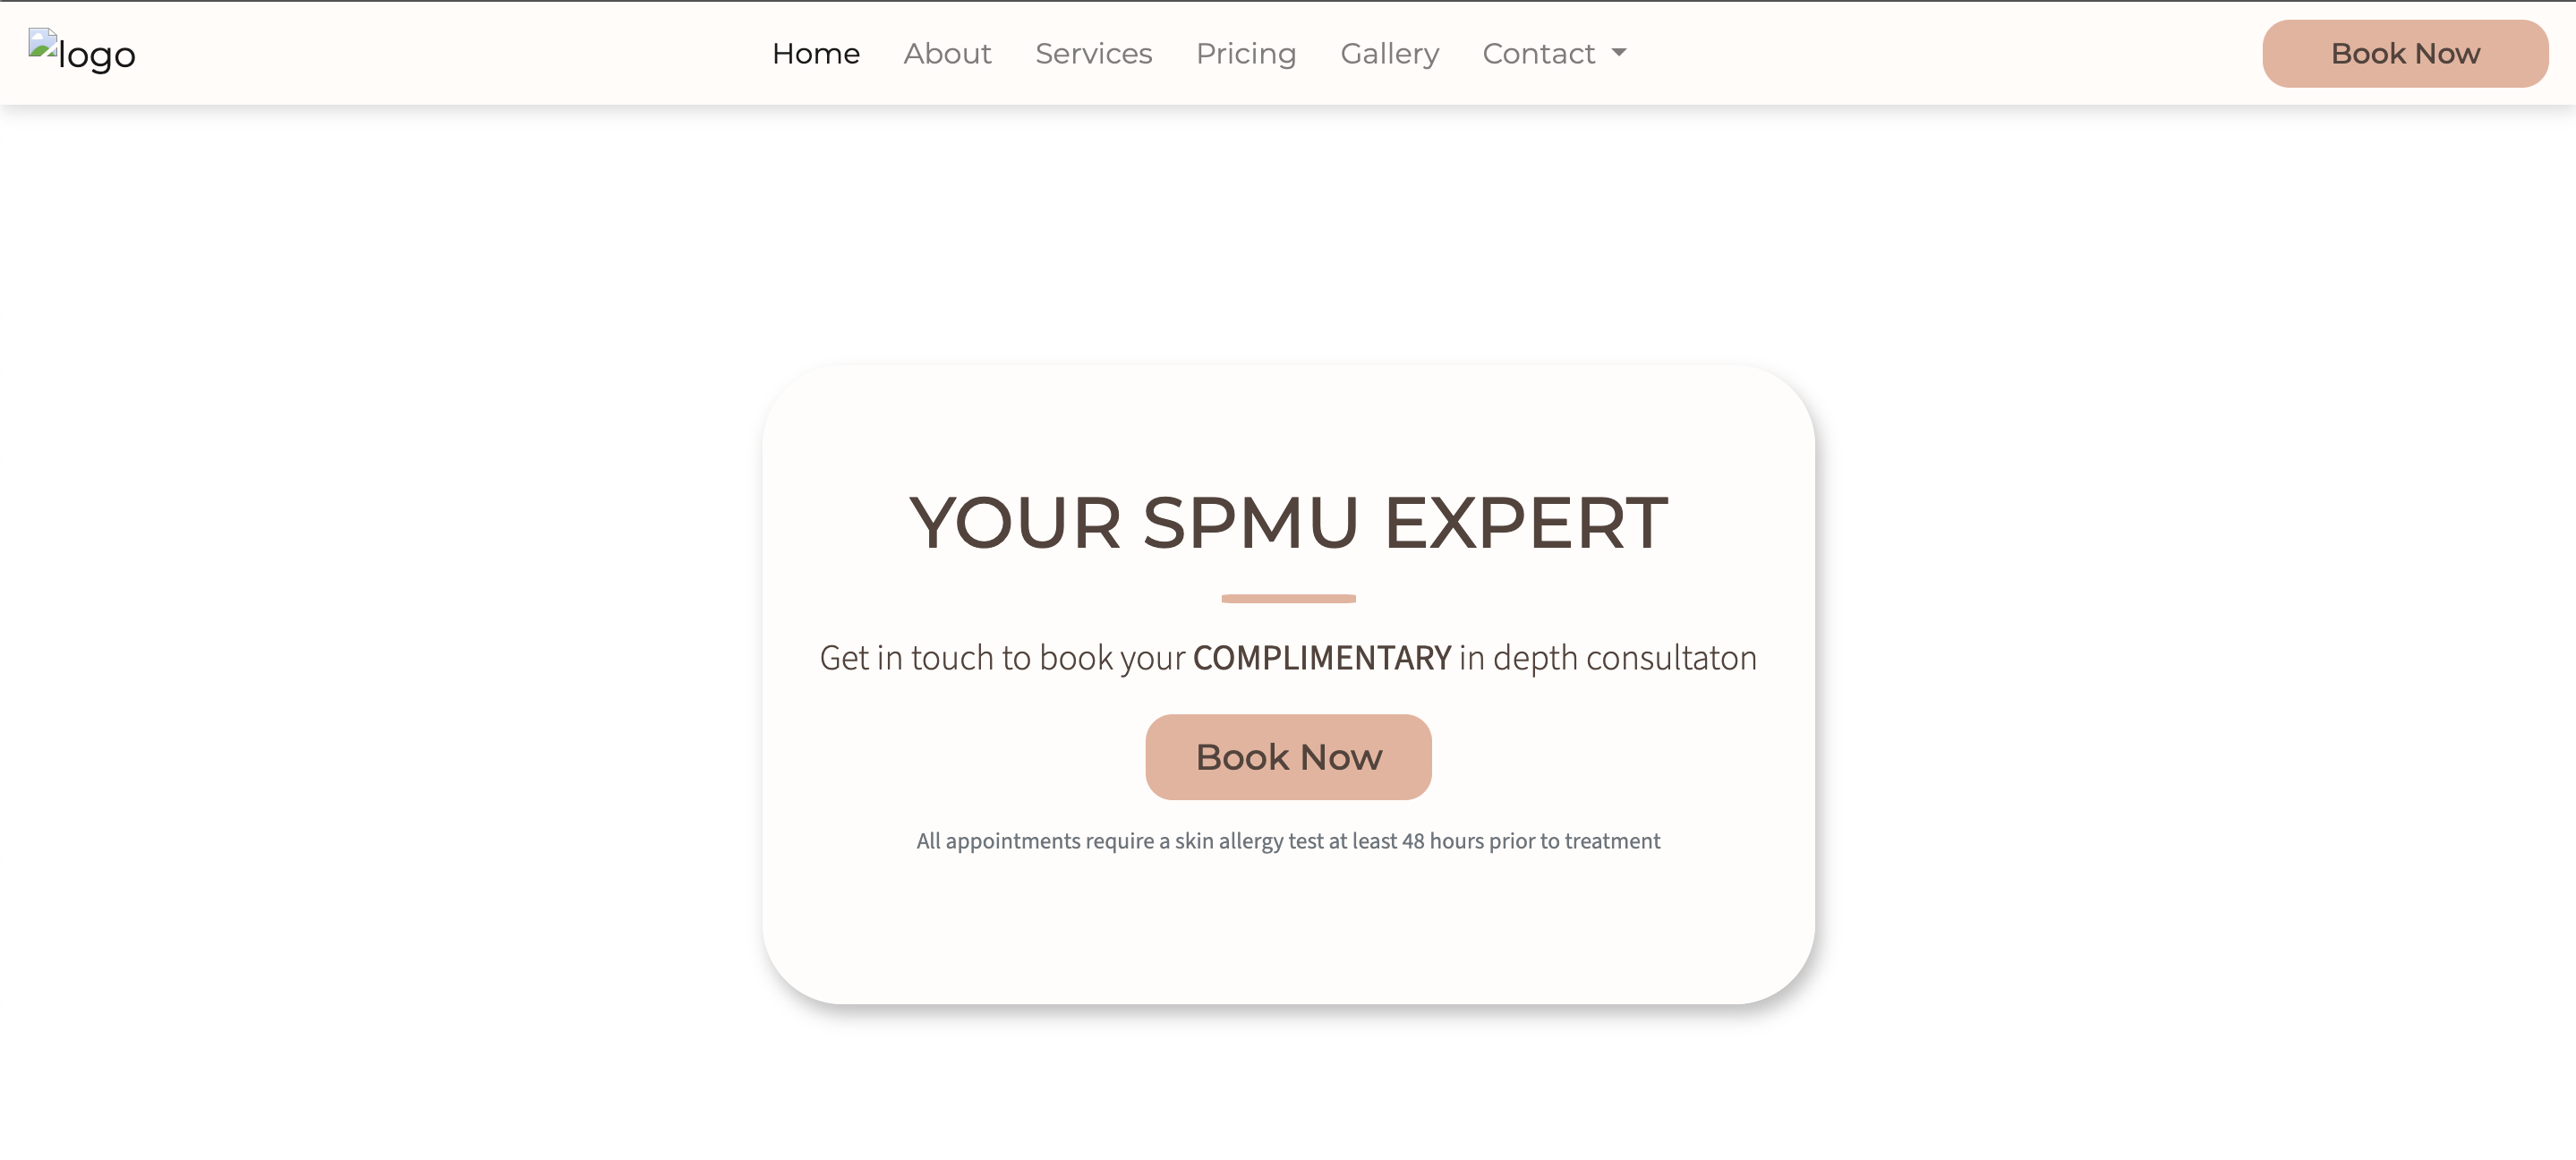 logo
Home About Services Pricing Gallery Contact
Book Now
YOUR SPMU EXPERT
Get in touch to book your COMPLIMENTARY in depth consultaton
Book Now
All appointments require a skin allergy test at least 48 hours prior to treatment